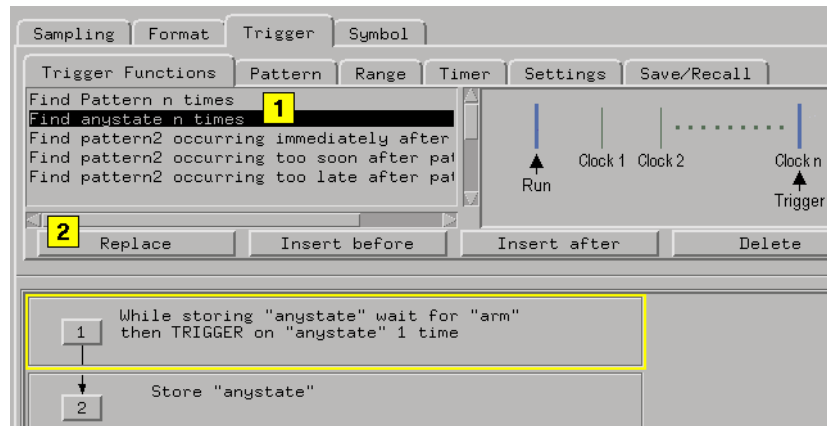 Sampling Format Trigger Symbol
Trigger Functions Pattern Range Timer Settings Save/Recall
Find Pattern n times
1
Find anystate n times
Find pattern2 occurring immediately after
Find pattern2 occurring too soon after pat
Find pattern2 occurring too late after pat
Run
Clock 1 Clock 2 Clock n
Trigger
2
Replace Insert before Insert after Delete
1
While storing "anystate" wait for "arm"
then TRIGGER on "anystate" 1 time
2
Store "anystate"